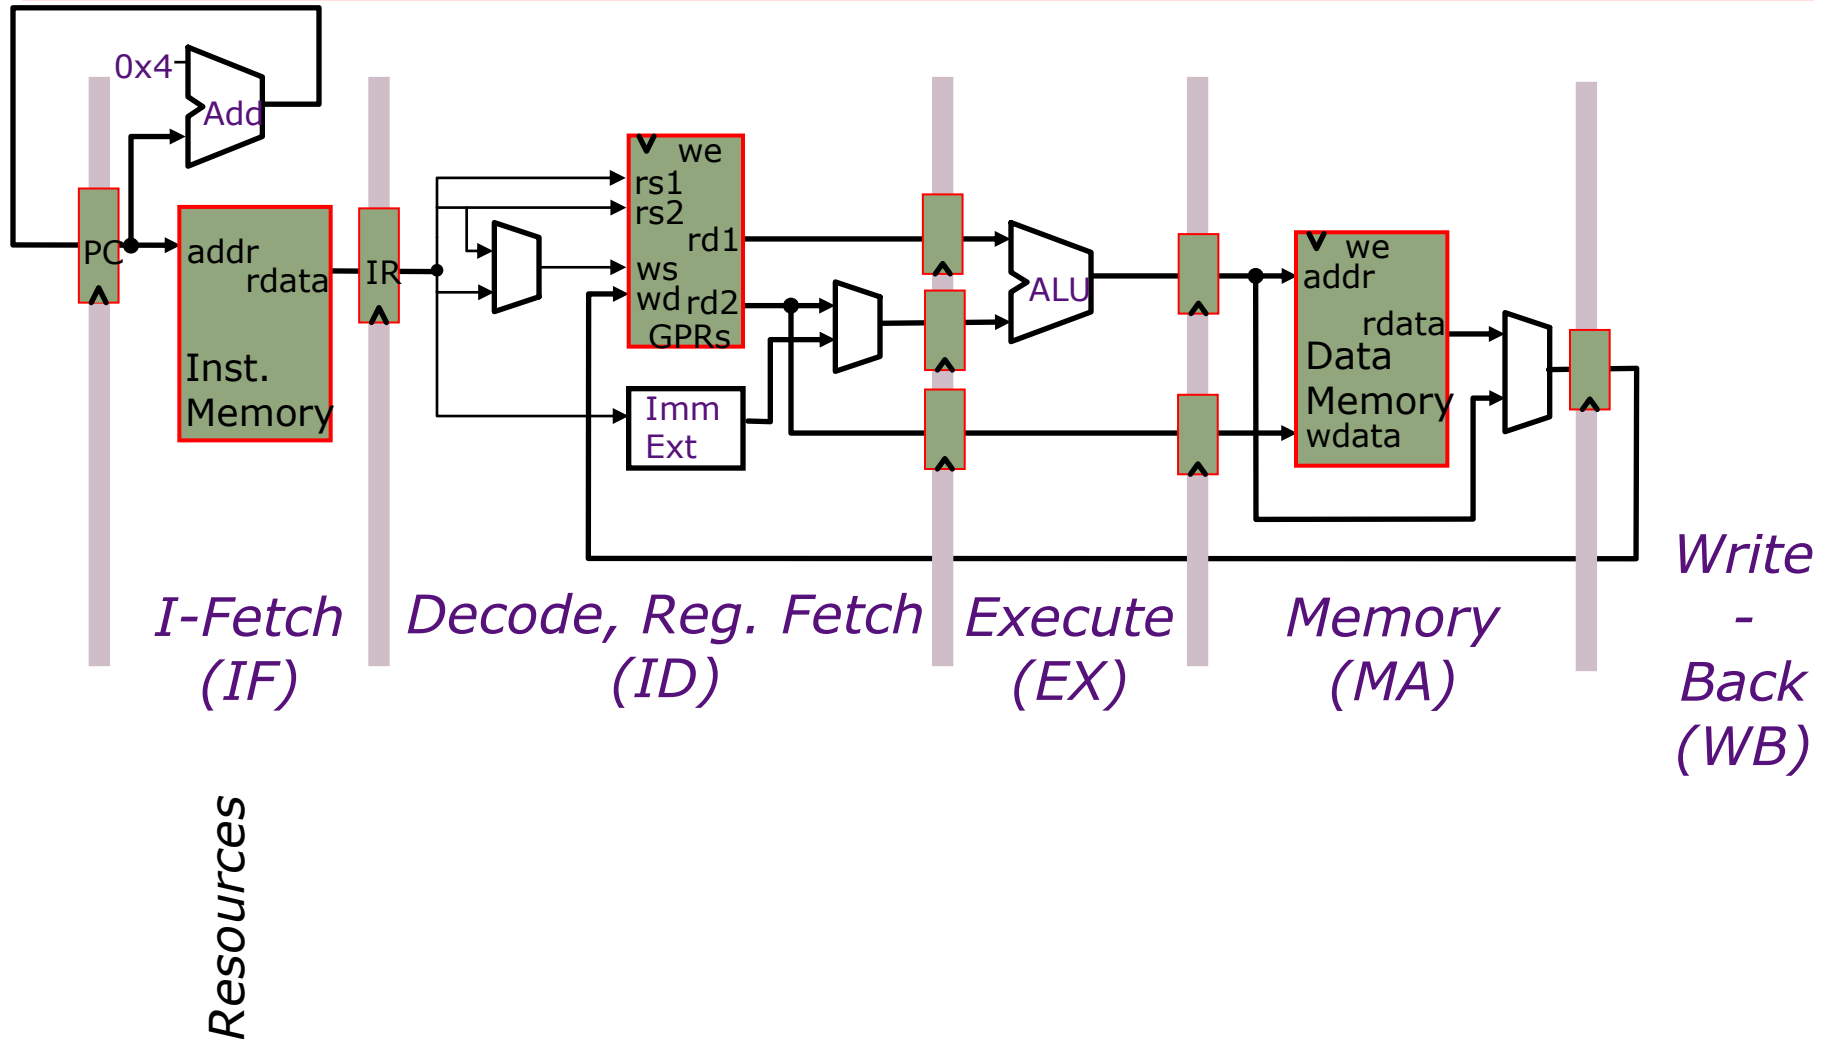 0x4
Add
PC
addr
rdata
Inst.
Memory
IR
we
rs1
rs2
rd1
ws
wd
rd2
GPRs
Imm
Ext
ALU
we
addr
rdata
Data
Memory
wdata
I-Fetch
(IF)
Decode, Reg. Fetch
(ID)
Execute
(EX)
Memory
(MA)
Write
-
Back
(WB)
Resources